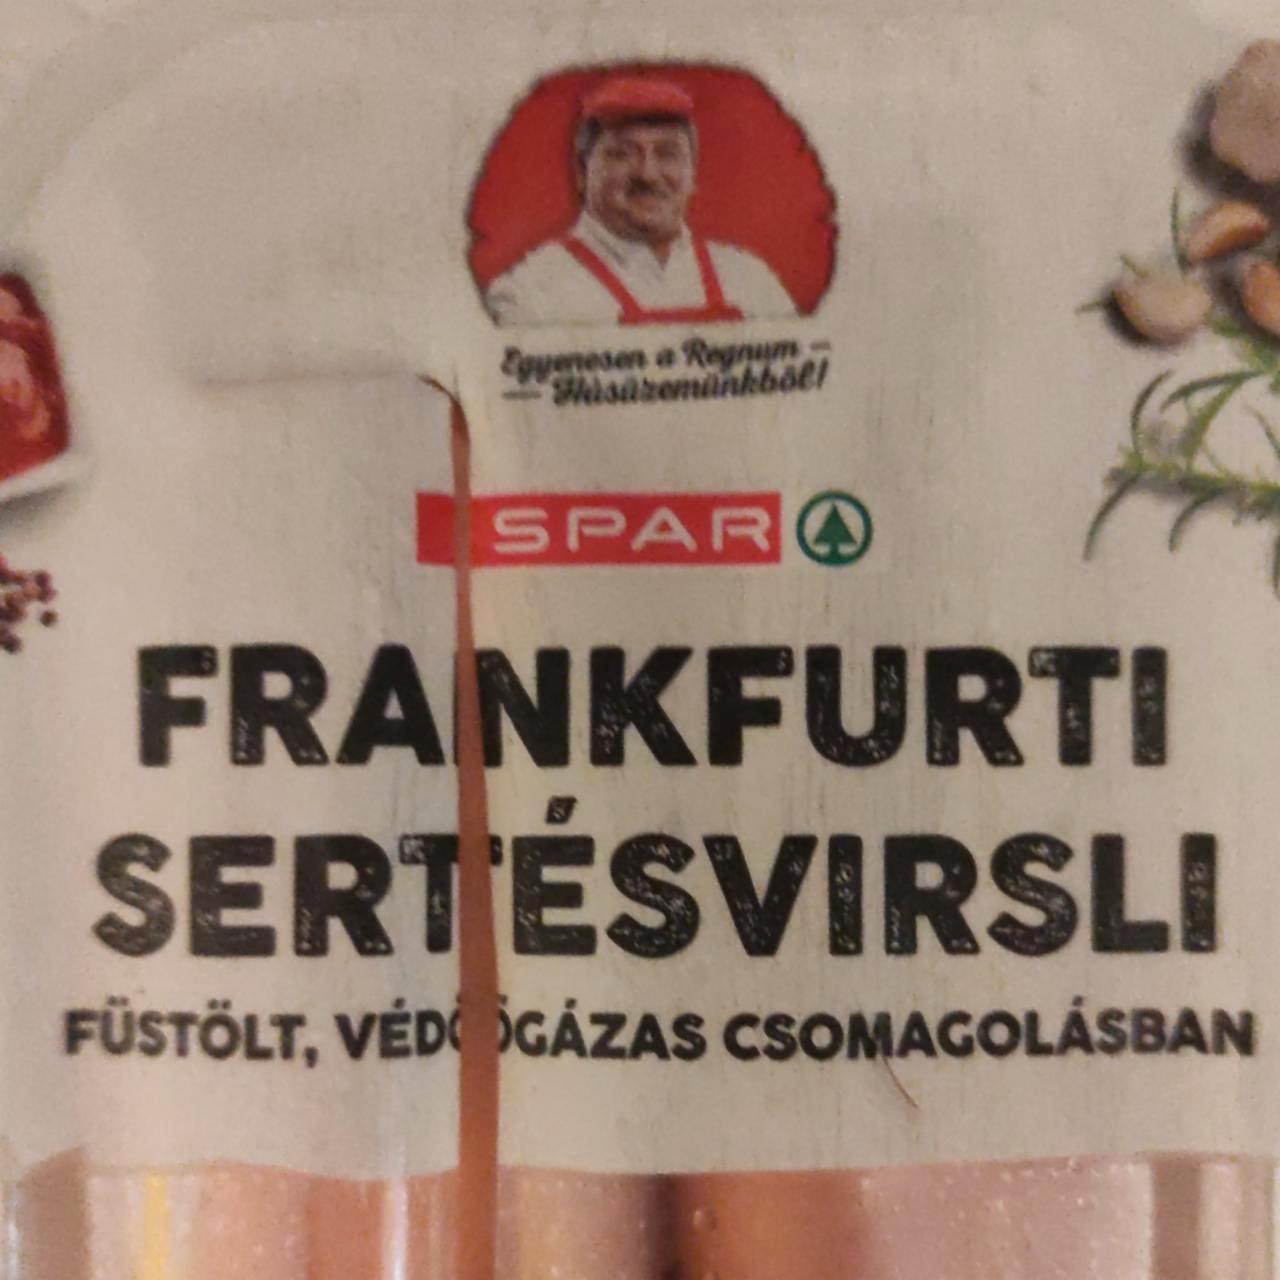 Egyenesen a Regnum –
— Húsüzemünkből!
SPAR
FRANKFURTI
SERTÉSVIRSLI
FÜSTÖLT, VÉDŐGÁZAS CSOMAGOLÁSBAN